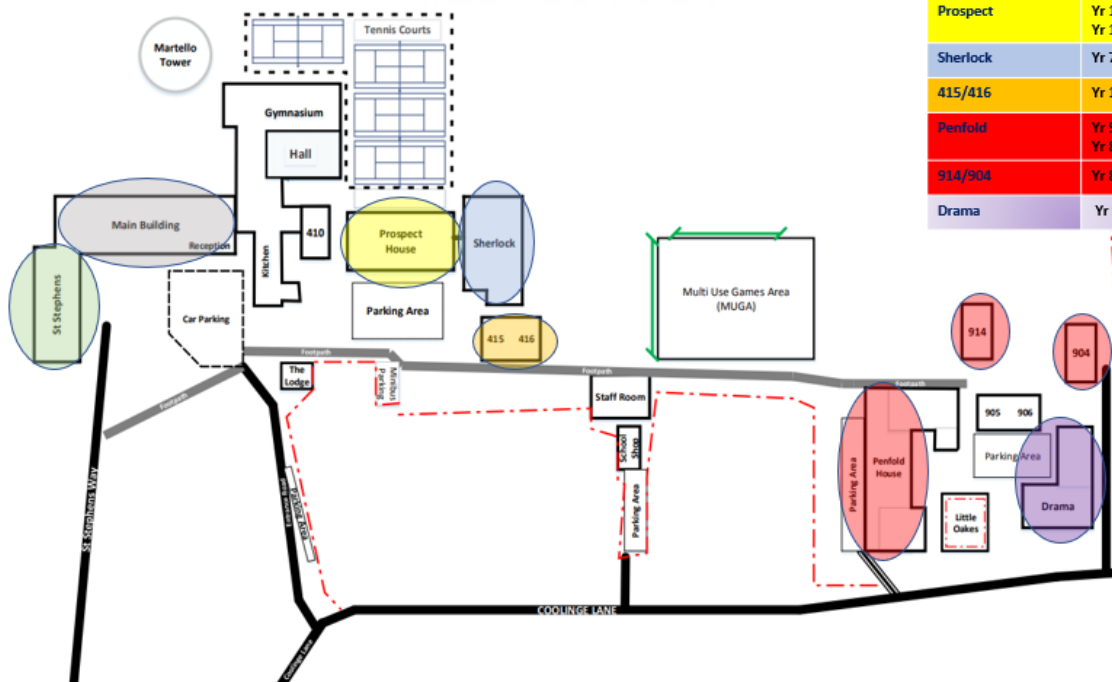 Tennis Courts
Martello
Tower
Gymnasium
Hall
Main Building
Reception
410
Kitchen
Prospect
House
Sherlock
St Stephens
Car Parking
Parking Area
415 416
Multi Use Games Area
(MUGA)
914
904
Footpath
Footpath
Footpath
Footpath
The
Lodge
Minibus
Parking
Staff Room
School
Shop
Parking Area
Parking Area
Penfold
House
905 906
Parking Area
Drama
Little
Oakes
St Stephens Way
Entrance Road
Parking Area
COOLINGE LANE
Coolinge Lane
Prospect Yr 1
Yr 1
Sherlock Yr 7
415/416 Yr 1
Penfold Yr 9
Yr 8
914/904 Yr 8
Drama Yr